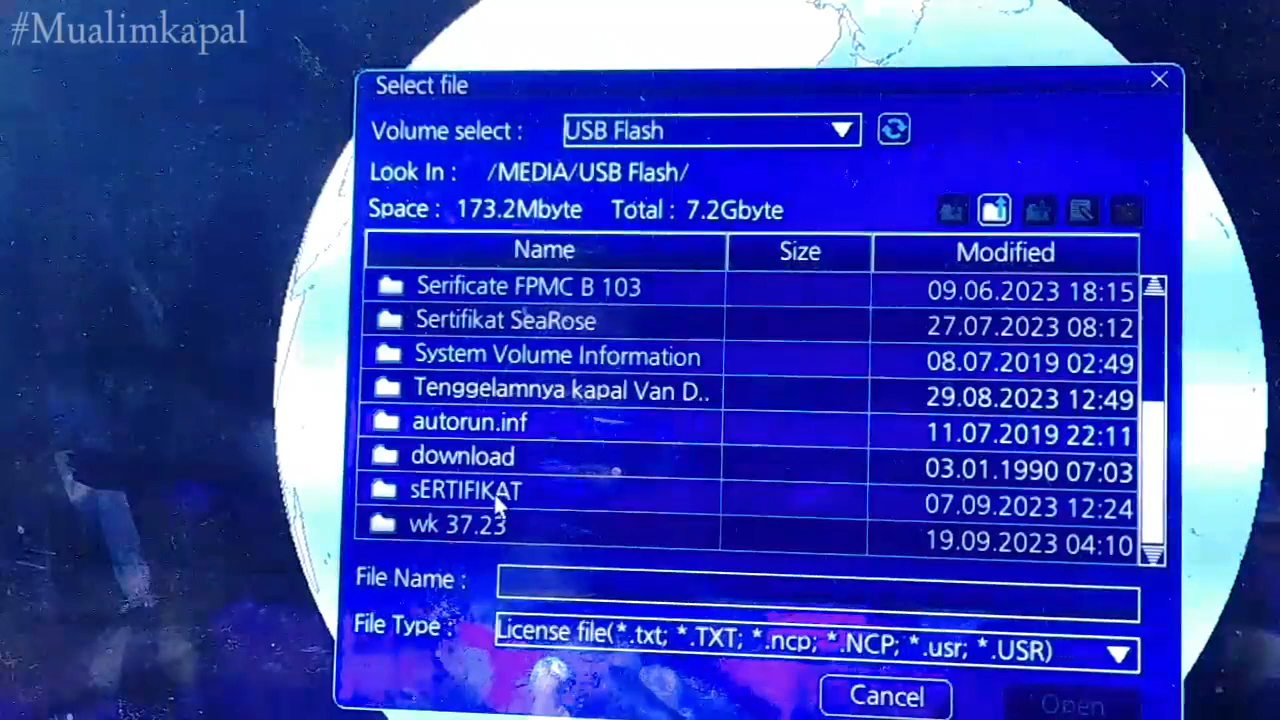 #Mualimkapal
Select file
Volume select : USB Flash
Look In : /MEDIA/USB Flash/
Space : 173.2Mbyte Total : 7.2Gbyte
Name Size Modified
Serificate FPMC B 103 09.06.2023 18:15
Sertifikat SeaRose 27.07.2023 08:12
System Volume Information 08.07.2019 02:49
Tenggelamnya kapal Van D.. 29.08.2023 12:49
autorun.inf 11.07.2019 22:11
download 03.01.1990 07:03
sERTIFIKAT 07.09.2023 12:24
wk 37.23 19.09.2023 04:10
File Name :
File Type : License file(*.txt; *.TXT; *.ncp; *.NCP; *.usr; *.USR)
Cancel Open